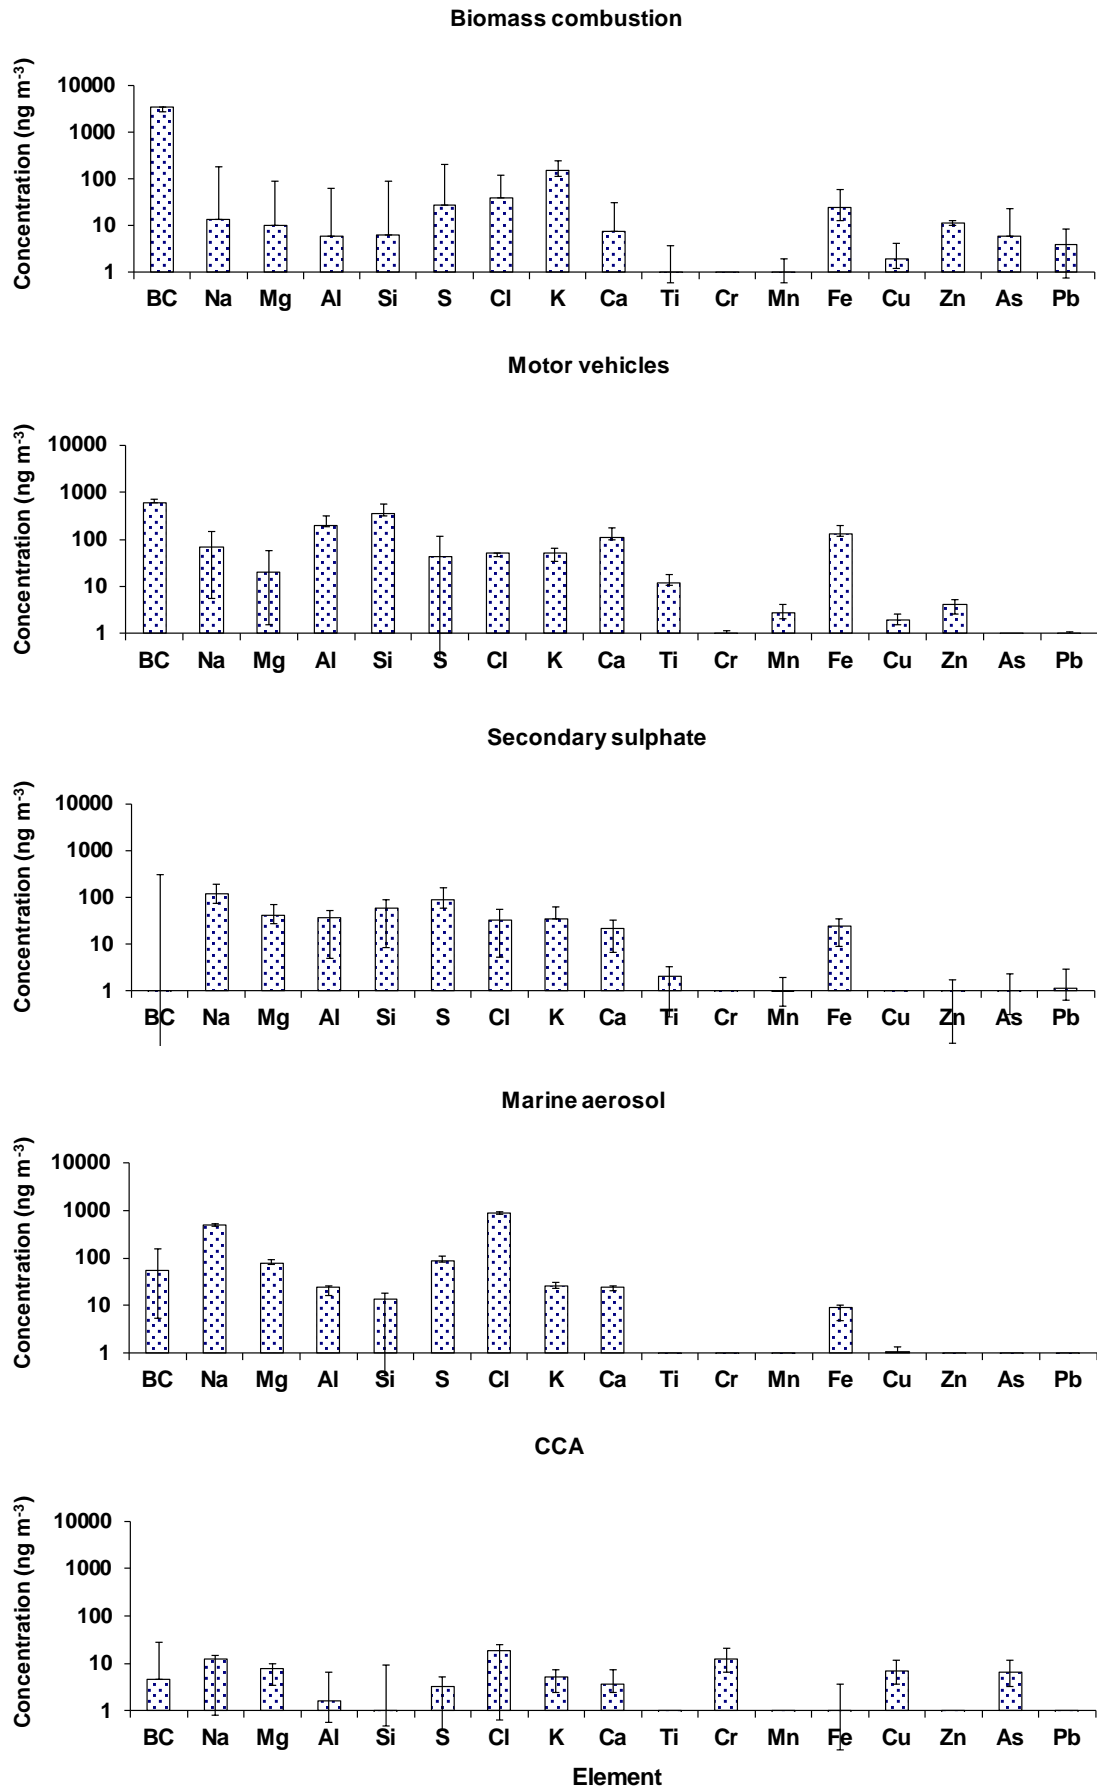 Biomass combustion
Concentration (ng m-3)
10000
1000
100
10
1
BC Na Mg Al Si S Cl K Ca Ti Cr Mn Fe Cu Zn As Pb
Motor vehicles
Concentration (ng m-3)
10000
1000
100
10
1
BC Na Mg Al Si S Cl K Ca Ti Cr Mn Fe Cu Zn As Pb
Secondary sulphate
Concentration (ng m-3)
10000
1000
100
10
1
BC Na Mg Al Si S Cl K Ca Ti Cr Mn Fe Cu Zn As Pb
Marine aerosol
Concentration (ng m-3)
10000
1000
100
10
1
BC Na Mg Al Si S Cl K Ca Ti Cr Mn Fe Cu Zn As Pb
CCA
Concentration (ng m-3)
10000
1000
100
10
1
BC Na Mg Al Si S Cl K Ca Ti Cr Mn Fe Cu Zn As Pb
Element